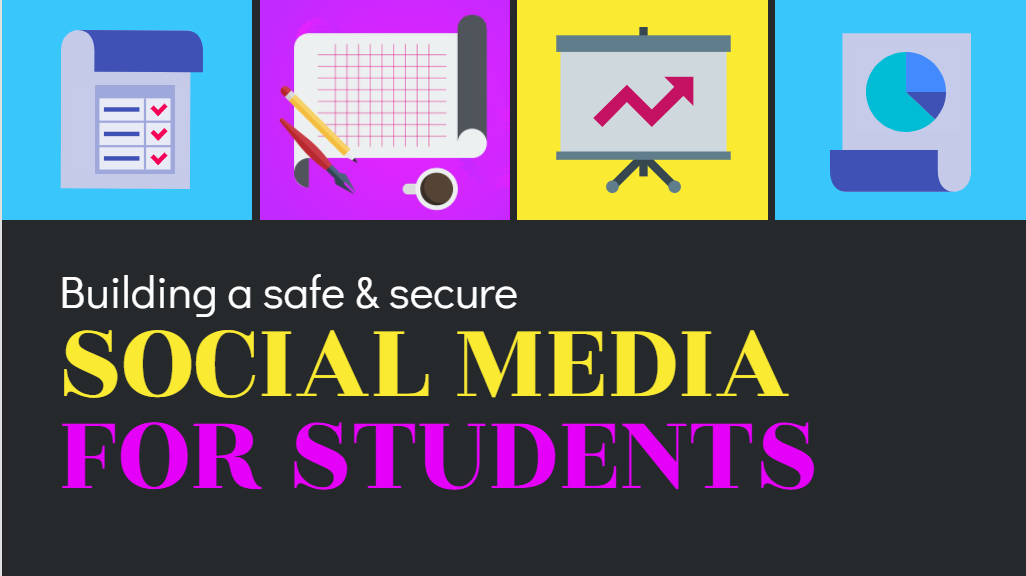 Building a safe & secure
SOCIAL MEDIA
FOR STUDENTS